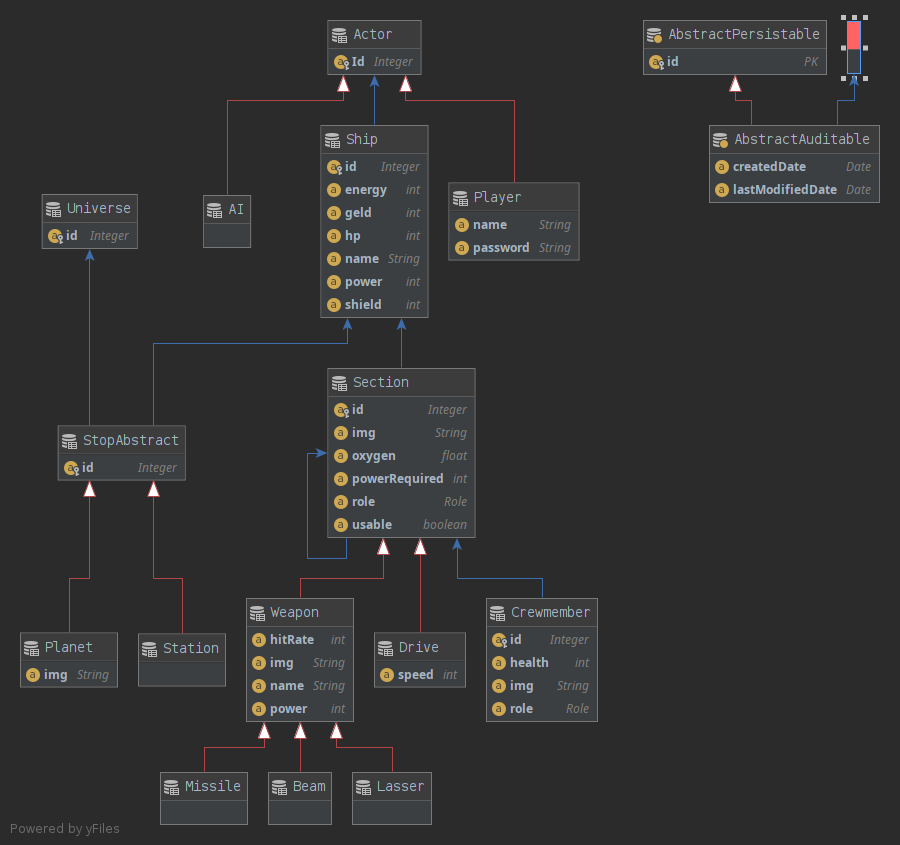 Actor
a Id Integer
AbstractPersistable
a id PK
AbstractAuditable
a createdDate Date
a lastModifiedDate Date
Ship
a id Integer
a energy int
a geld int
a hp int
a name String
a power int
a shield int
Player
a name String
a password String
Universe
a id Integer
AI
Section
a id Integer
a img String
a oxygen float
a powerRequired int
a role Role
a usable boolean
StopAbstract
a id Integer
Planet
a img String
Station
Weapon
a hitRate int
a img String
a name String
a power int
Drive
a speed int
Crewmember
a id Integer
a health int
a img String
a role Role
Missile
Beam
Lasser
Powered by yFiles